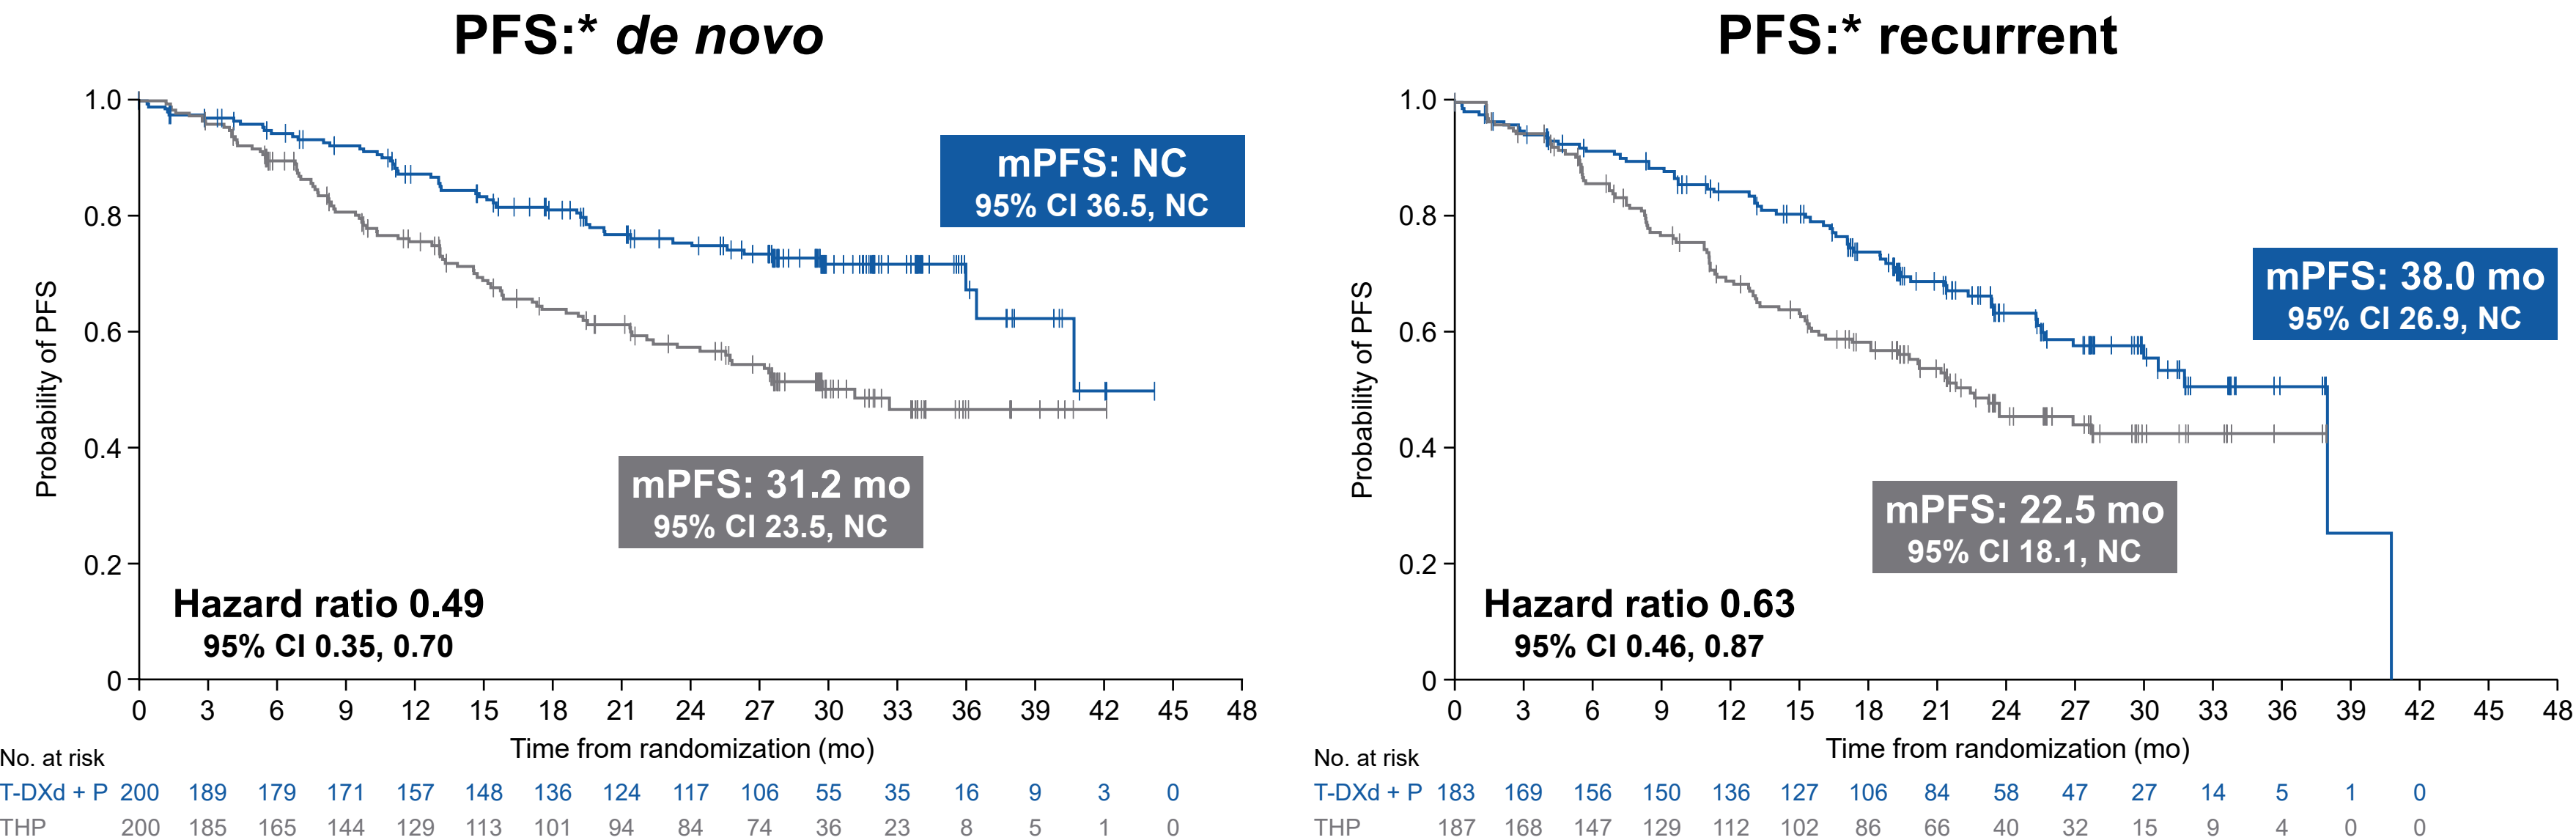 PFS:* de novo
1.0
0.8
0.6
0.4
0.2
0
Probability of PFS
mPFS: NC
95% CI 36.5, NC
mPFS: 31.2 mo
95% CI 23.5, NC
Hazard ratio 0.49
95% CI 0.35, 0.70
0 3 6 9 12 15 18 21 24 27 30 33 36 39 42 45 48
Time from randomization (mo)
No. at risk
T-DXd + P 200 189 179 171 157 148 136 124 117 106 55 35 16 9 3 0
THP 200 185 165 144 129 113 101 94 84 74 36 23 8 5 1 0
PFS:* recurrent
1.0
0.8
0.6
0.4
0.2
0
Probability of PFS
mPFS: 38.0 mo
95% CI 26.9, NC
mPFS: 22.5 mo
95% CI 18.1, NC
Hazard ratio 0.63
95% CI 0.46, 0.87
0 3 6 9 12 15 18 21 24 27 30 33 36 39 42 45 48
Time from randomization (mo)
No. at risk
T-DXd + P 183 169 156 150 136 127 106 84 58 47 27 14 5 1 0
THP 187 168 147 129 112 102 86 66 40 32 15 9 4 0 0